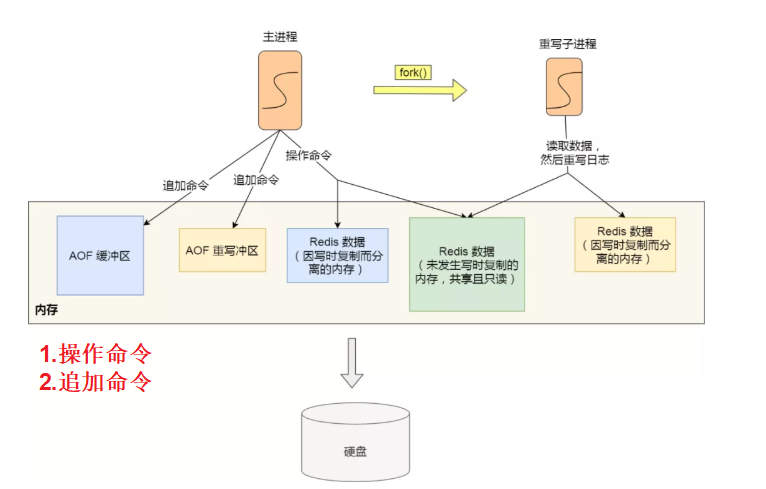 主进程
重写子进程
fork()
操作命令
读取数据，
然后重写日志
追加命令
追加命令
AOF 缓冲区
AOF 重写冲区
Redis 数据
（因写时复制而分
离的内存）
Redis 数据
（未发生写时复制的
内存，共享且只读）
Redis 数据
（因写时复制而分
离的内存）
内存
1.操作命令
2.追加命令
硬盘